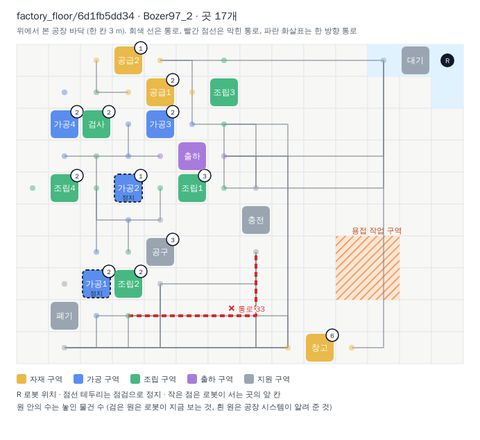 factory_floor/6d1fb5dd34 · Bozer97_2 · 곳 17개
위에서 본 공장 바닥 (한 칸 3 m). 회색 선은 통로, 빨간 점선은 막힌 통로, 파란 화살표는 한 방향 통로
공급2 1
대기 R
공급1 2
조립3
가공4 2
검사 2
가공3 2
출하
조립4 2
가공2 1
정지
조립1 3
충전
용접 작업 구역
공구 3
가공1 2
정지
조립2 2
폐기
✕ 통로33
창고 6
자재 구역
가공 구역
조립 구역
출하 구역
지원 구역
R 로봇 위치 · 점선 테두리는 점검으로 정지 · 작은 점은 로봇이 서는 곳의 앞 칸
원 안의 수는 놓인 물건 수 (검은 원은 로봇이 지금 보는 것, 흰 원은 공장 시스템이 알려 준 것)